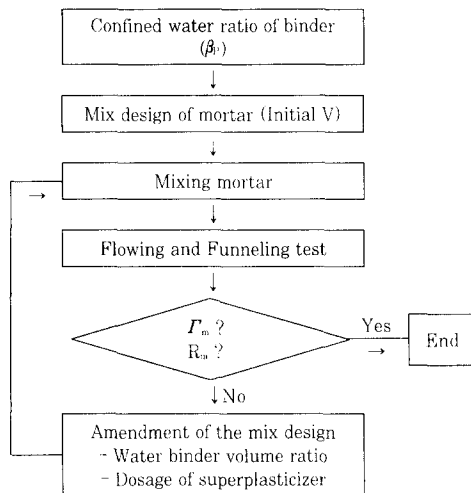 Confined water ratio of binder
(βp)
↓
Mix design of mortar (Initial V)
↓
Mixing mortar
→
↓
Flowing and Funneling test
↓
Γm ?
Rm ?
Yes
→
End
↓No
Amendment of the mix design
- Water binder volume ratio
- Dosage of superplasticizer